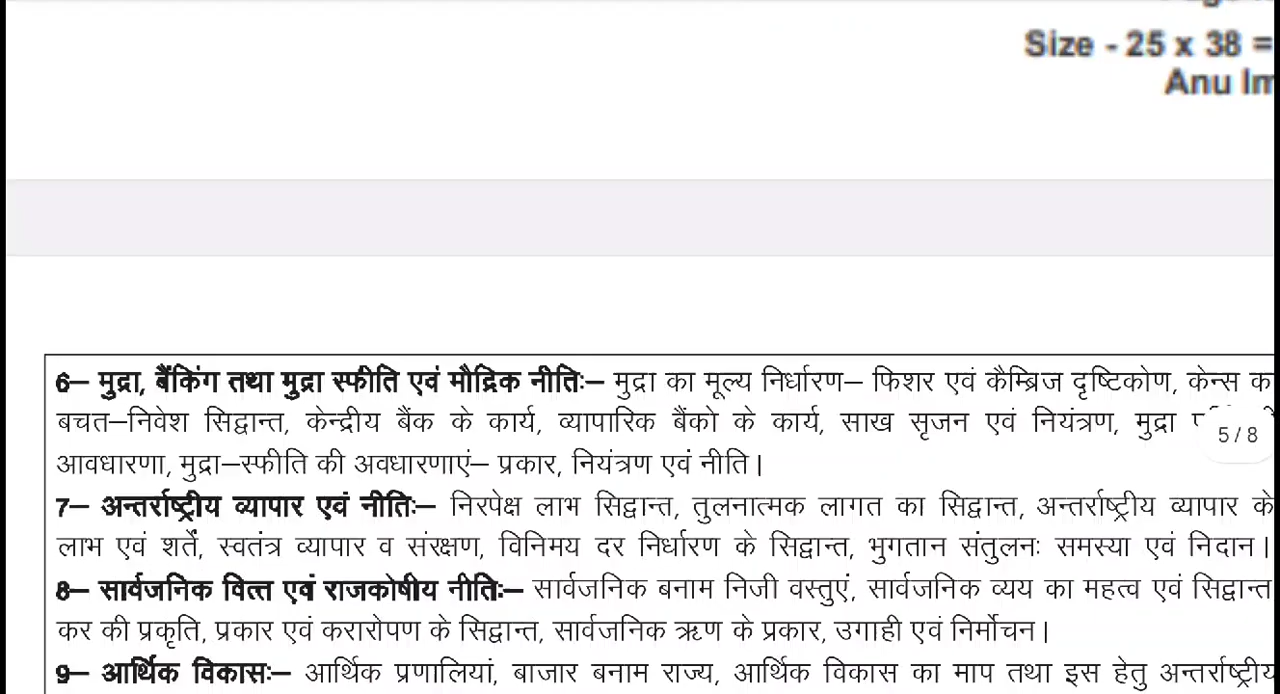 Size - 25 x 38 =
Anu Im
6– मुद्रा, बैंकिंग तथा मुद्रा स्फीति एवं मौद्रिक नीतिः– मुद्रा का मूल्य निर्धारण– फिशर एवं कैम्ब्रिज दृष्टिकोण, केन्स क
बचत–निवेश सिद्वान्त, केन्द्रीय बैंक के कार्य, व्यापारिक बैंको के कार्य, साख सृजन एवं नियंत्रण, मुद्रा
5 / 8
आवधारणा, मुद्रा–स्फीति की अवधारणाएं– प्रकार, नियंत्रण एवं नीति।
7– अन्तर्राष्ट्रीय व्यापार एवं नीतिः– निरपेक्ष लाभ सिद्वान्त, तुलनात्मक लागत का सिद्वान्त, अन्तर्राष्ट्रीय व्यापार के
लाभ एवं शर्तें, स्वतंत्र व्यापार व संरक्षण, विनिमय दर निर्धारण के सिद्वान्त, भुगतान संतुलनः समस्या एवं निदान।
8– सार्वजनिक वित्त एवं राजकोषीय नीतिः– सार्वजनिक बनाम निजी वस्तुएं, सार्वजनिक व्यय का महत्व एवं सिद्वान्त
कर की प्रकृति, प्रकार एवं करारोपण के सिद्वान्त, सार्वजनिक ऋण के प्रकार, उगाही एवं निर्मोचन।
9– आर्थिक विकासः– आर्थिक प्रणालियां, बाजार बनाम राज्य, आर्थिक विकास का माप तथा इस हेतु अन्तर्राष्ट्रीय